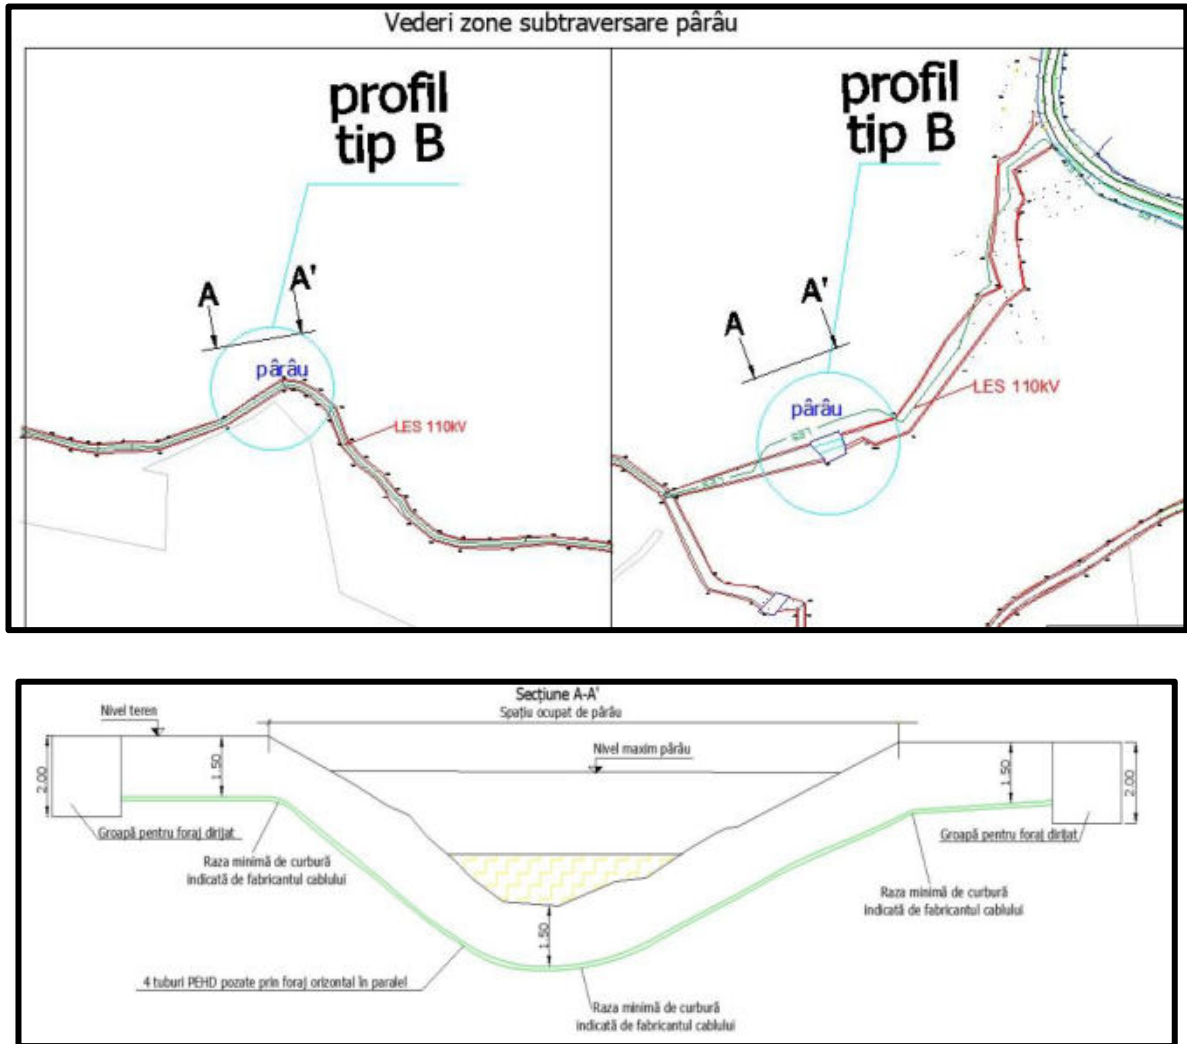 Vederi zone subtraversare pârâu
profil
tip B
A
A'
pârâu
LES 110kV
profil
tip B
A
A'
pârâu
LES
LES
LES 110kV
LES
Secțiune A-A'
Spațiu ocupat de pârâu
Nivel teren
Nivel maxim pârâu
2.00
1.50
1.50
2.00
Groapă pentru foraj dirijat
Groapă pentru foraj dirijat
Raza minimă de curbură
indicată de fabricantul cablului
Raza minimă de curbură
indicată de fabricantul cablului
1.50
4 tuburi PEHD pozate prin foraj orizontal în paralel
Raza minimă de curbură
indicată de fabricantul cablului